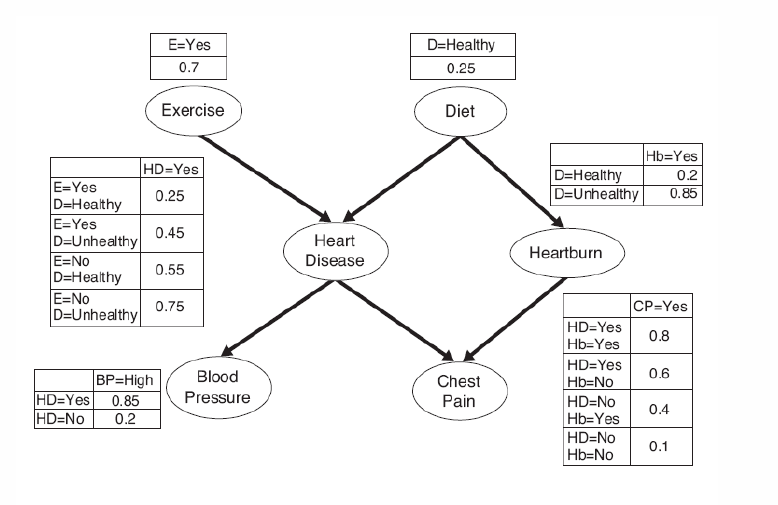 E=Yes
0.7
D=Healthy
0.25
Exercise
Diet
HD=Yes
E=Yes
D=Healthy
0.25
E=Yes
D=Unhealthy
0.45
E=No
D=Healthy
0.55
E=No
D=Unhealthy
0.75
Hb=Yes
D=Healthy 0.2
D=Unhealthy 0.85
Heart
Disease
Heartburn
CP=Yes
HD=Yes
Hb=Yes
0.8
HD=Yes
Hb=No
0.6
HD=No
Hb=Yes
0.4
HD=No
Hb=No
0.1
BP=High
HD=Yes 0.85
HD=No 0.2
Blood
Pressure
Chest
Pain